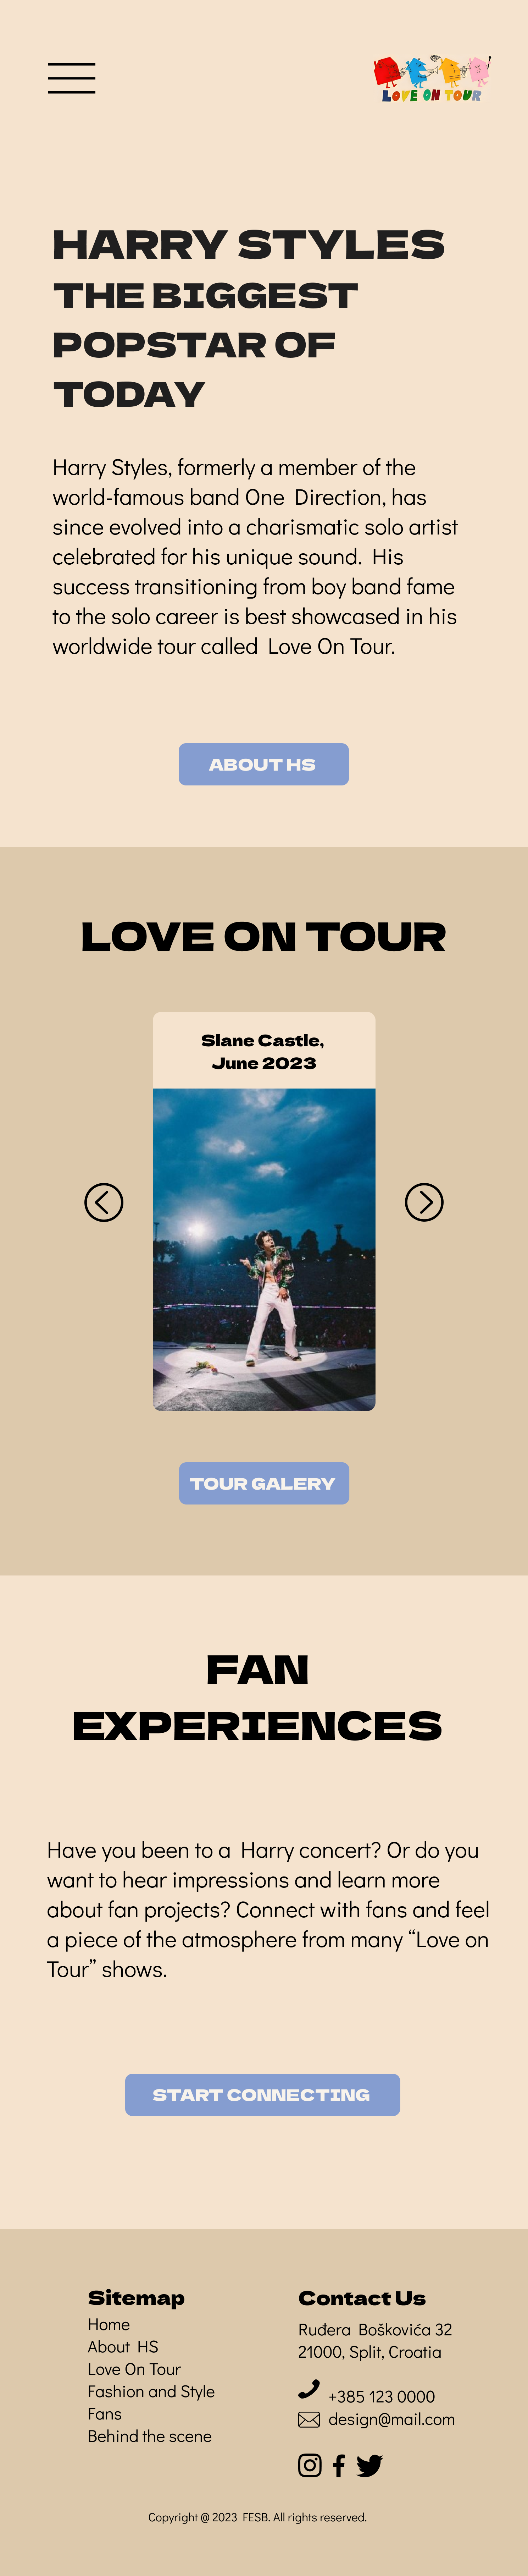 LOVE ON TOUR
HARRY STYLES
THE BIGGEST
POPSTAR OF
TODAY
Harry Styles, formerly a member of the
world-famous band One Direction, has
since evolved into a charismatic solo artist
celebrated for his unique sound. His
success transitioning from boy band fame
to the solo career is best showcased in his
worldwide tour called Love On Tour.
ABOUT HS
LOVE ON TOUR
Slane Castle,
June 2023
TOUR GALERY
FAN
EXPERIENCES
Have you been to a Harry concert? Or do you
want to hear impressions and learn more
about fan projects? Connect with fans and feel
a piece of the atmosphere from many “Love on
Tour” shows.
START CONNECTING
Sitemap
Home
About HS
Love On Tour
Fashion and Style
Fans
Behind the scene
Contact Us
Ruđera Boškovića 32
21000, Split, Croatia
+385 123 0000
design@mail.com
Copyright @ 2023 FESB. All rights reserved.